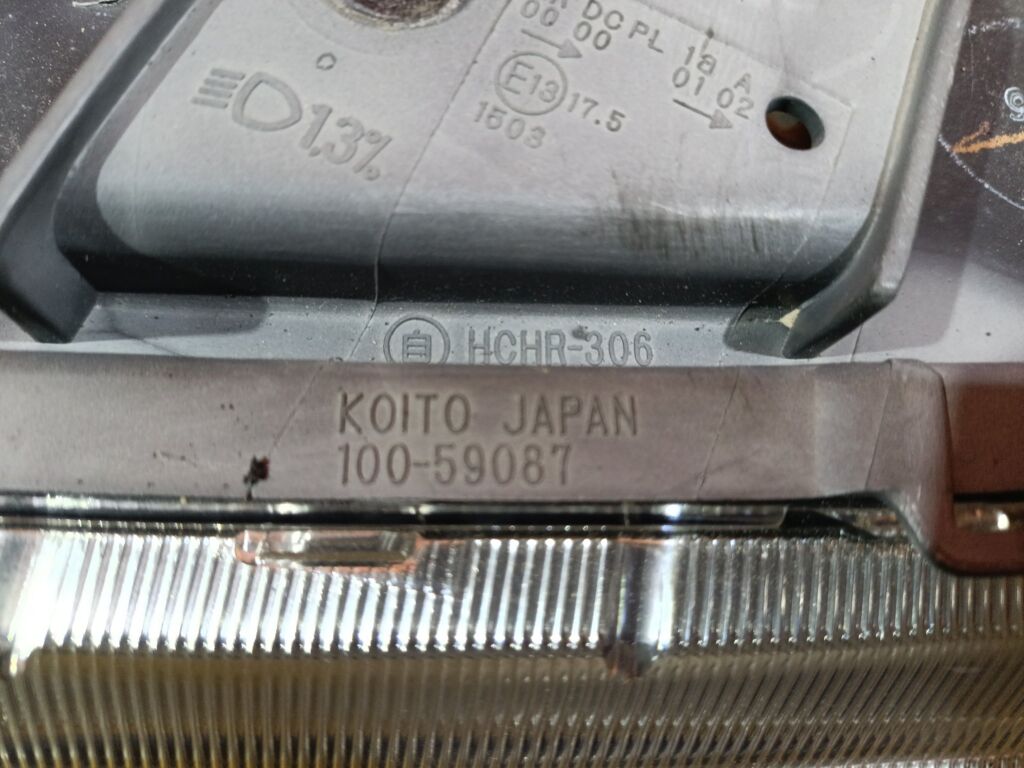 DC PL 1a A
00 00 01 02
E13 17.5
1503
1,3%
自 HCHR-306
KOITO JAPAN
100-59087